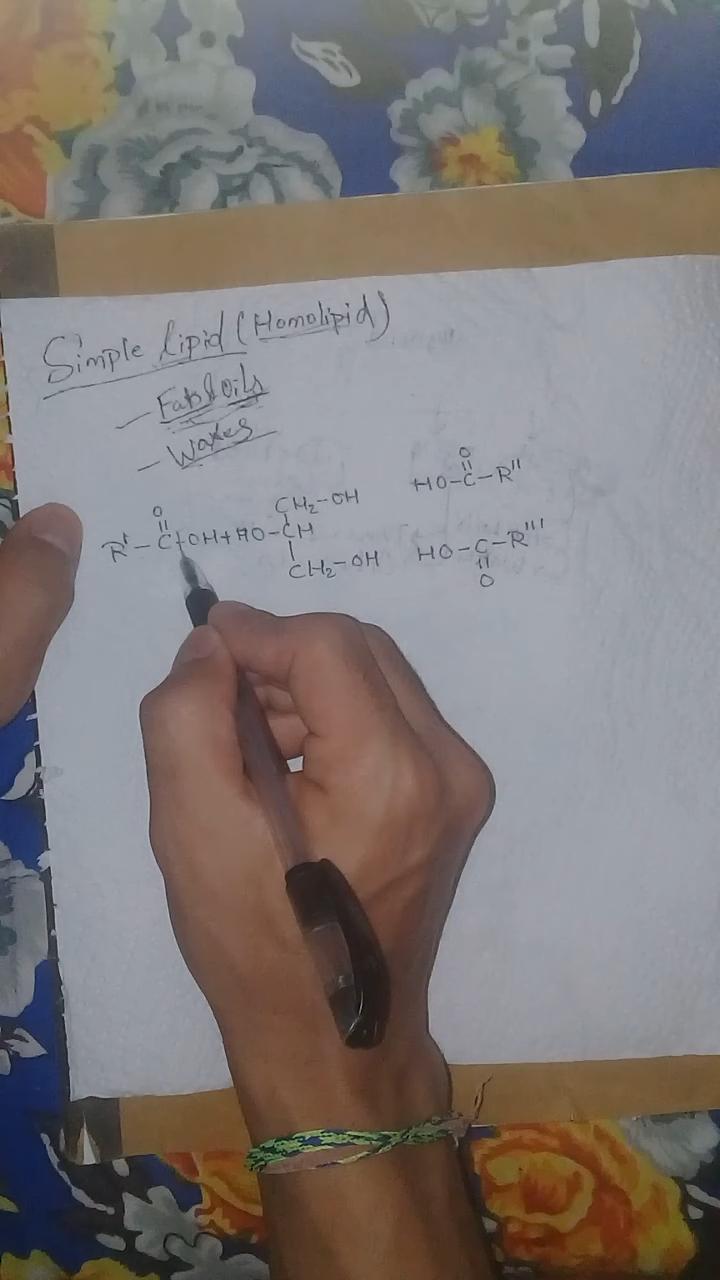 Simple lipid (Homolipid)
- Fats & oils
- Waxes
O O
R' - C - OH + HO - CH
CH2 - OH
CH2 - OH
HO - C - R''
HO - C - R'''
O